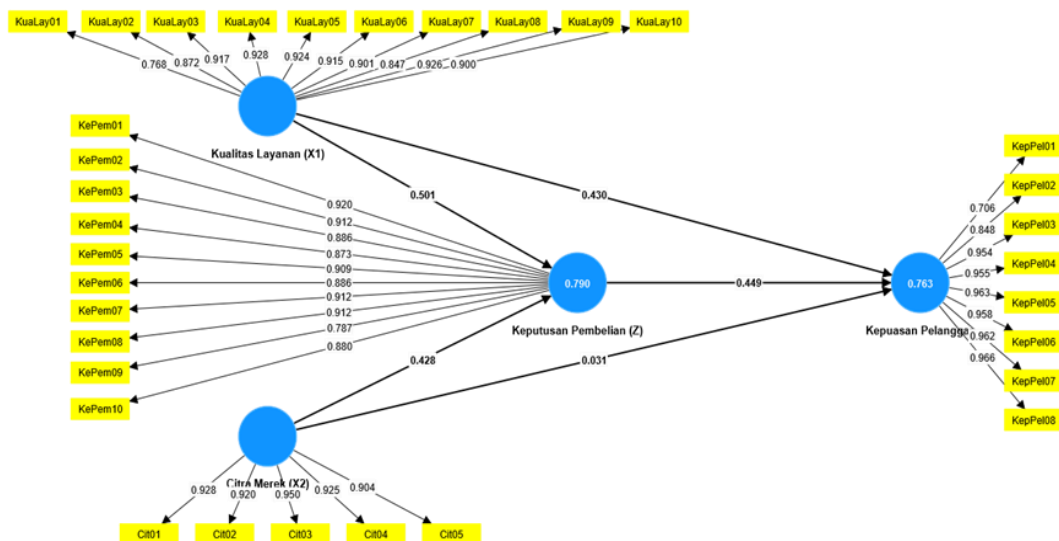 KuaLay01
KuaLay02
KuaLay03
KuaLay04
KuaLay05
KuaLay06
KuaLay07
KuaLay08
KuaLay09
KuaLay10
0.768
0.872
0.917
0.928
0.924
0.915
0.901
0.847
0.926
0.900
Kualitas Layanan (X1)
KePem01
KePem02
KePem03
KePem04
KePem05
KePem06
KePem07
KePem08
KePem09
KePem10
0.920
0.912
0.886
0.873
0.909
0.886
0.912
0.912
0.787
0.880
0.501
0.430
0.790
Keputusan Pembelian (Z)
0.449
0.428
0.031
0.763
Kepuasan Pelangga
KepPel01
KepPel02
KepPel03
KepPel04
KepPel05
KepPel06
KepPel07
KepPel08
0.706
0.848
0.954
0.955
0.963
0.958
0.962
0.966
Citra Merek (X2)
0.928
0.920
0.950
0.925
0.904
Cit01
Cit02
Cit03
Cit04
Cit05